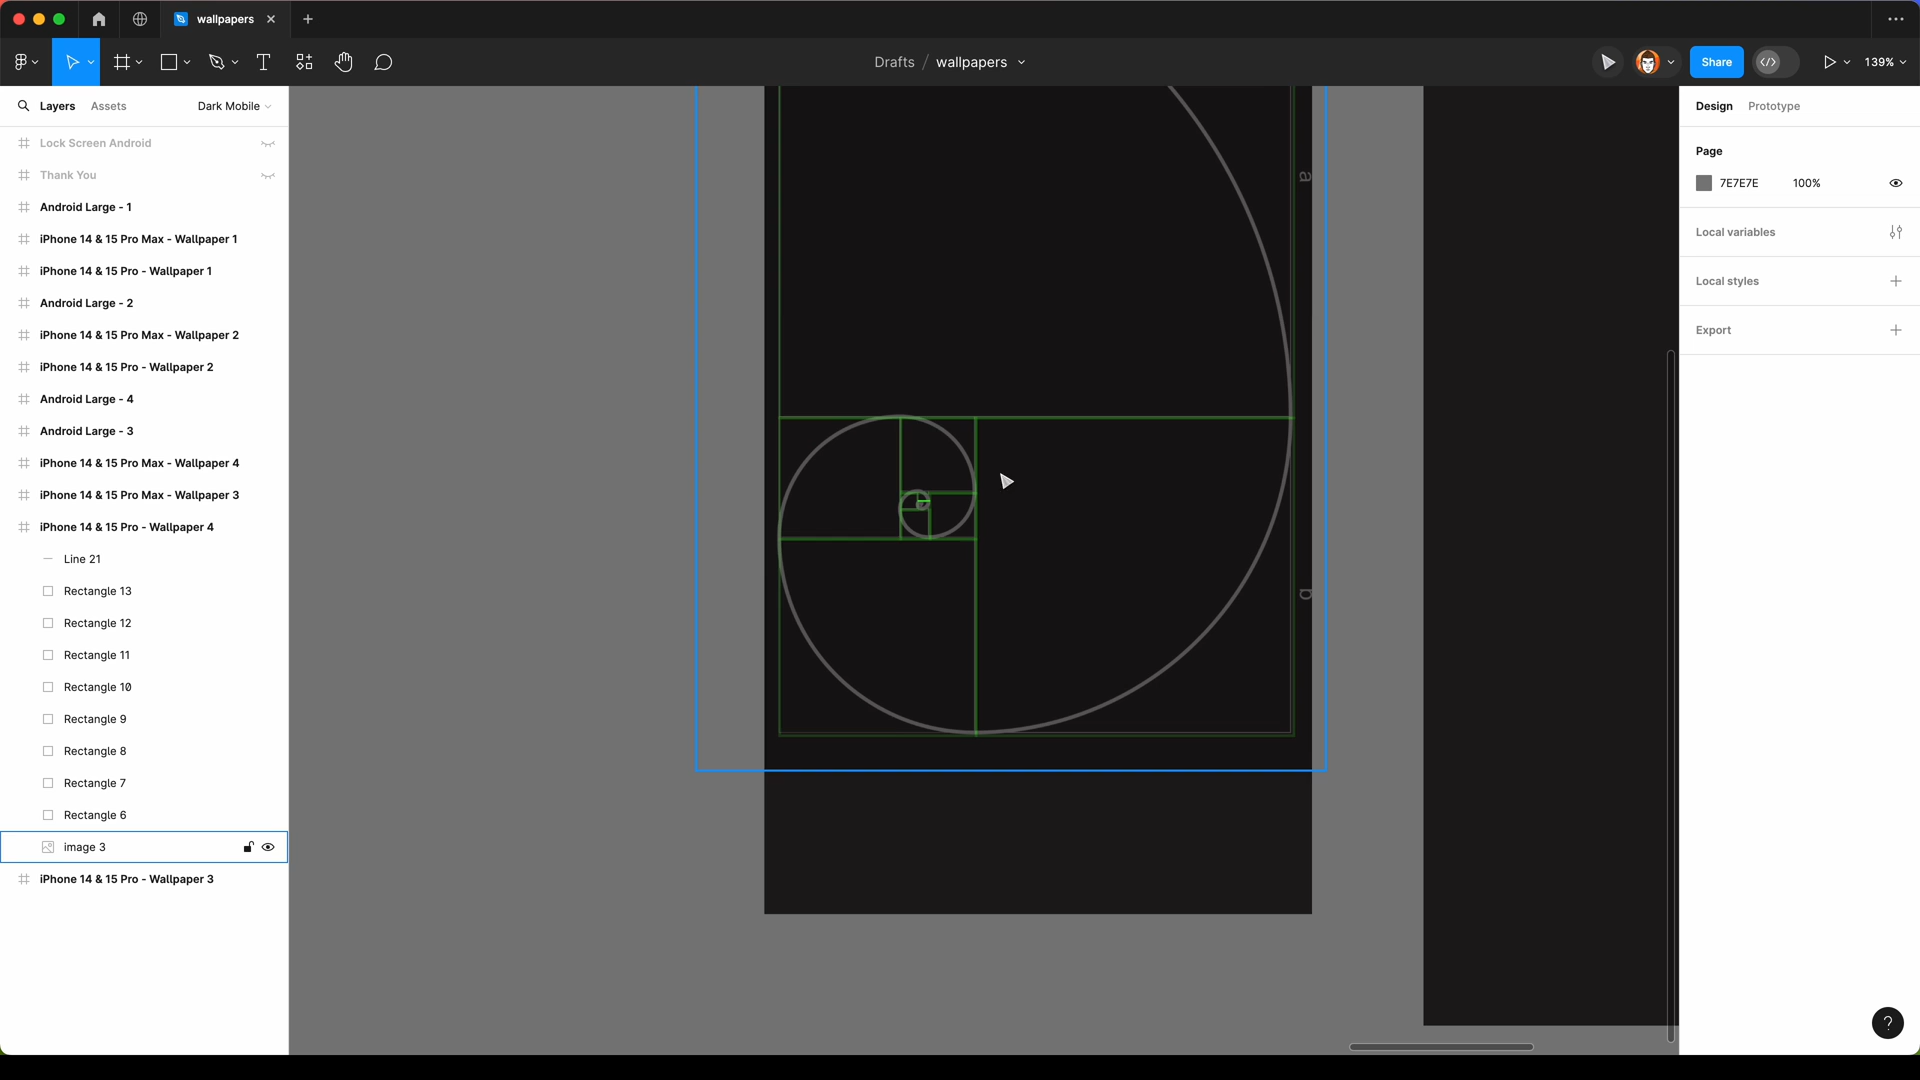 wallpapers
Drafts / wallpapers
Share
139%
Layers
Assets
Dark Mobile
Design
Prototype
Lock Screen Android
Thank You
Android Large - 1
iPhone 14 & 15 Pro Max - Wallpaper 1
iPhone 14 & 15 Pro - Wallpaper 1
Android Large - 2
iPhone 14 & 15 Pro Max - Wallpaper 2
iPhone 14 & 15 Pro - Wallpaper 2
Android Large - 4
Android Large - 3
iPhone 14 & 15 Pro Max - Wallpaper 4
iPhone 14 & 15 Pro Max - Wallpaper 3
iPhone 14 & 15 Pro - Wallpaper 4
Line 21
Rectangle 13
Rectangle 12
Rectangle 11
Rectangle 10
Rectangle 9
Rectangle 8
Rectangle 7
Rectangle 6
image 3
iPhone 14 & 15 Pro - Wallpaper 3
a
b
Page
7E7E7E 100%
Local variables
Local styles
Export
?